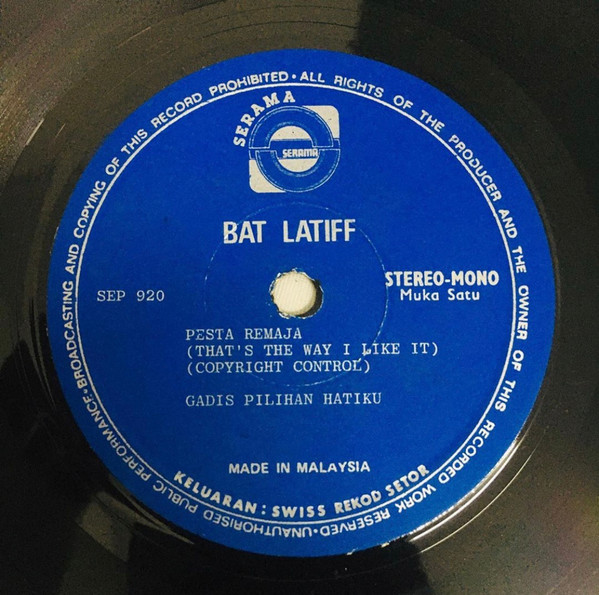 ALL RIGHTS OF THE PRODUCER AND THE OWNER OF THIS RECORDED WORK RESERVED·UNAUTHORISED PUBLIC PERFORMANCE·BROADCASTING AND COPYING OF THIS RECORD PROHIBITED·
SERAMA
SERAMA
BAT LATIFF
STEREO-MONO
SEP 920
Muka Satu
PESTA REMAJA
(THAT'S THE WAY I LIKE IT)
(COPYRIGHT CONTROL)
GADIS PILIHAN HATIKU
MADE IN MALAYSIA
KELUARAN: SWISS REKOD SETOR